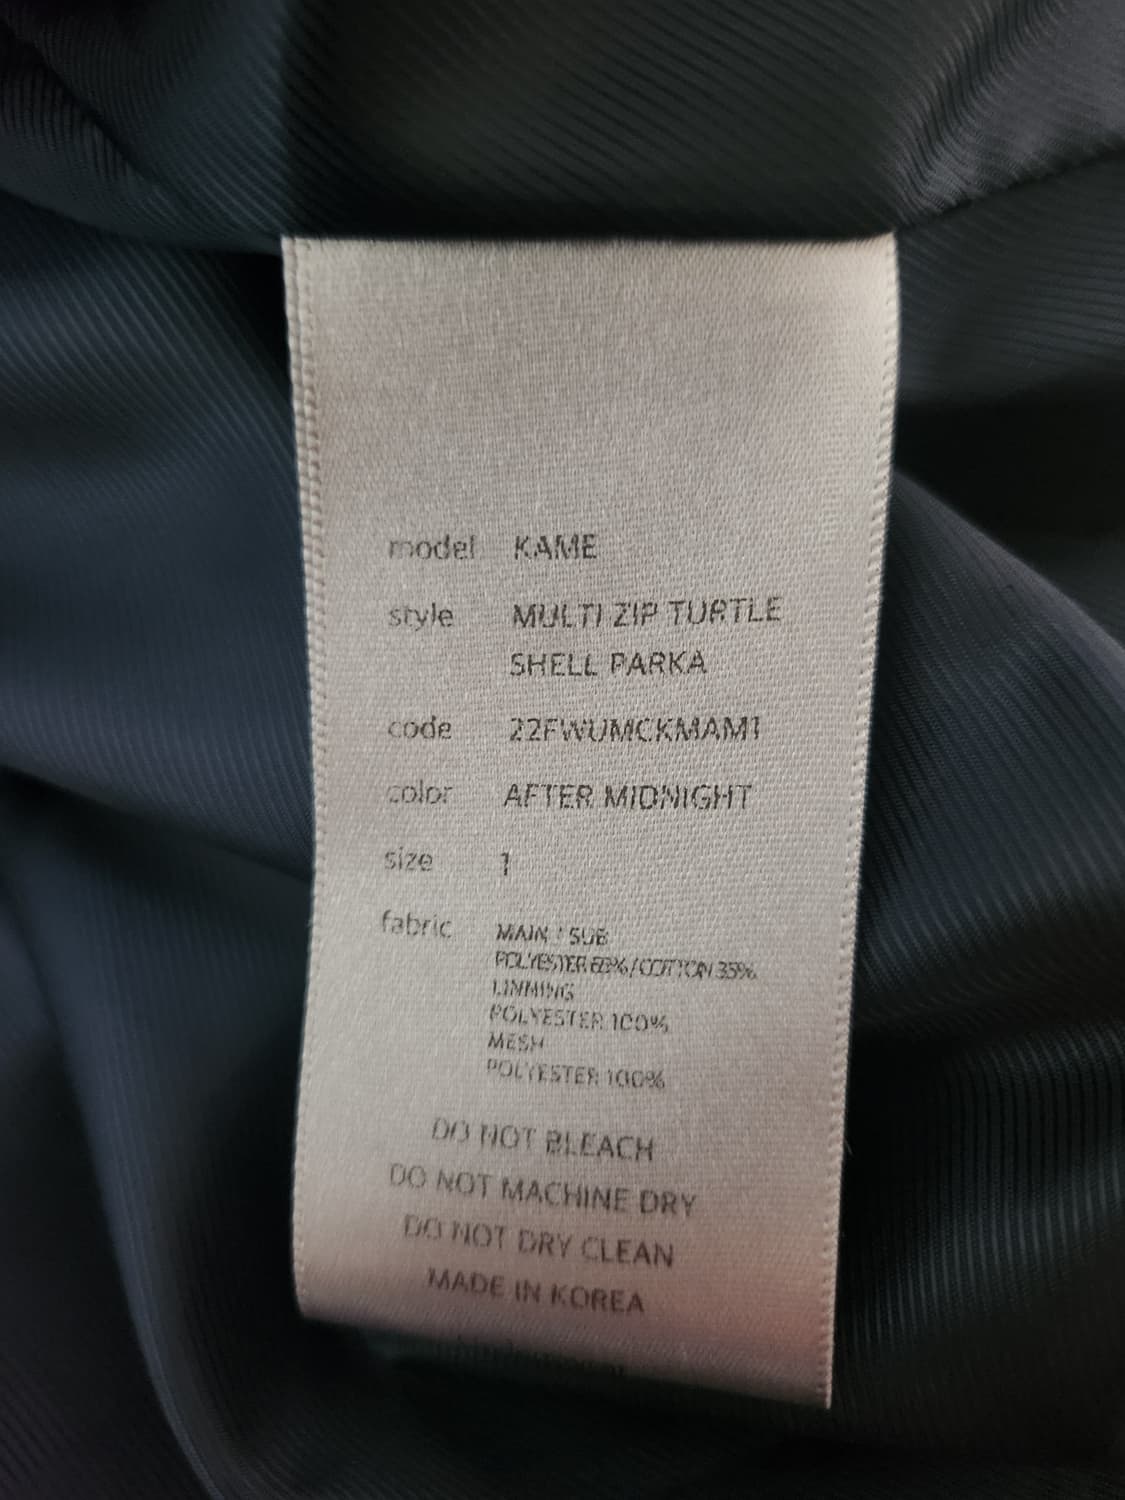 model KAME
style MULTI ZIP TURTLE
SHELL PARKA
code 22FWUMCKMAM1
color AFTER MIDNIGHT
size 1
fabric MAIN / SUB
POLYESTER 65% / COTTON 35%
LINNING
POLYESTER 100%
MESH
POLYESTER 100%
DO NOT BLEACH
DO NOT MACHINE DRY
DO NOT DRY CLEAN
MADE IN KOREA